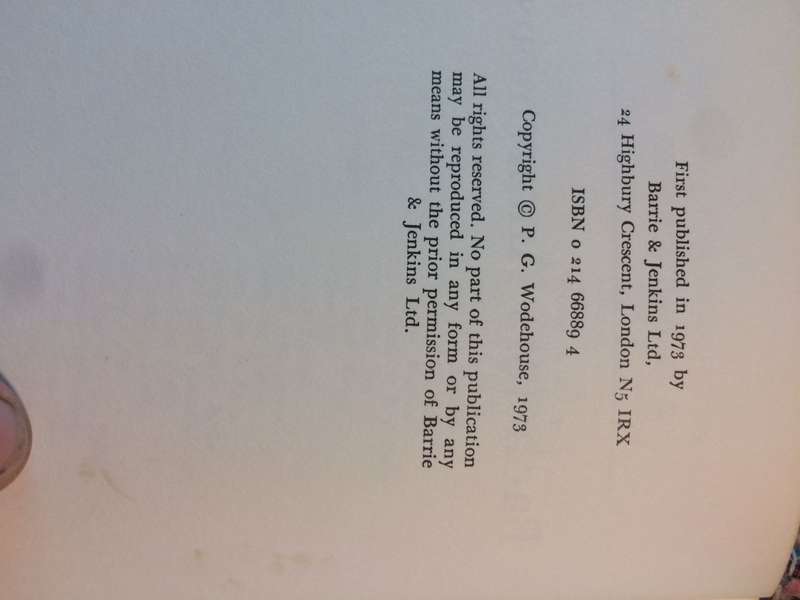 First published in 1973 by
Barrie & Jenkins Ltd,
24 Highbury Crescent, London N5 IRX
ISBN 0 214 66889 4
Copyright © P. G. Wodehouse, 1973
All rights reserved. No part of this publication
may be reproduced in any form or by any
means without the prior permission of Barrie
& Jenkins Ltd.